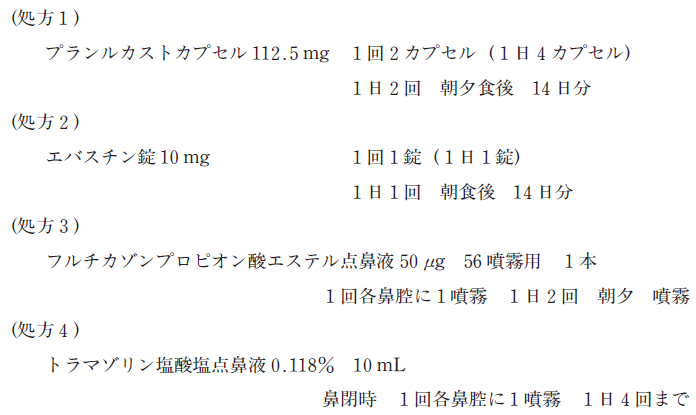 (処方1)
プランルカストカプセル 112.5 mg　1回2カプセル（1日4カプセル）
1日2回　朝夕食後　14日分
(処方2)
エバスチン錠 10 mg　1回1錠（1日1錠）
1日1回　朝食後　14日分
(処方3)
フルチカゾンプロピオン酸エステル点鼻液 50 μg　56噴霧用　1本
1回各鼻腔に1噴霧　1日2回　朝夕　噴霧
(処方4)
トラマゾリン塩酸塩点鼻液 0.118%　10 mL
鼻閉時　1回各鼻腔に1噴霧　1日4回まで